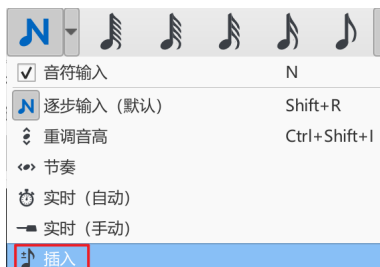 音符输入 N
逐步输入（默认） Shift+R
重调音高 Ctrl+Shift+I
节奏
实时（自动）
实时（手动）
插入